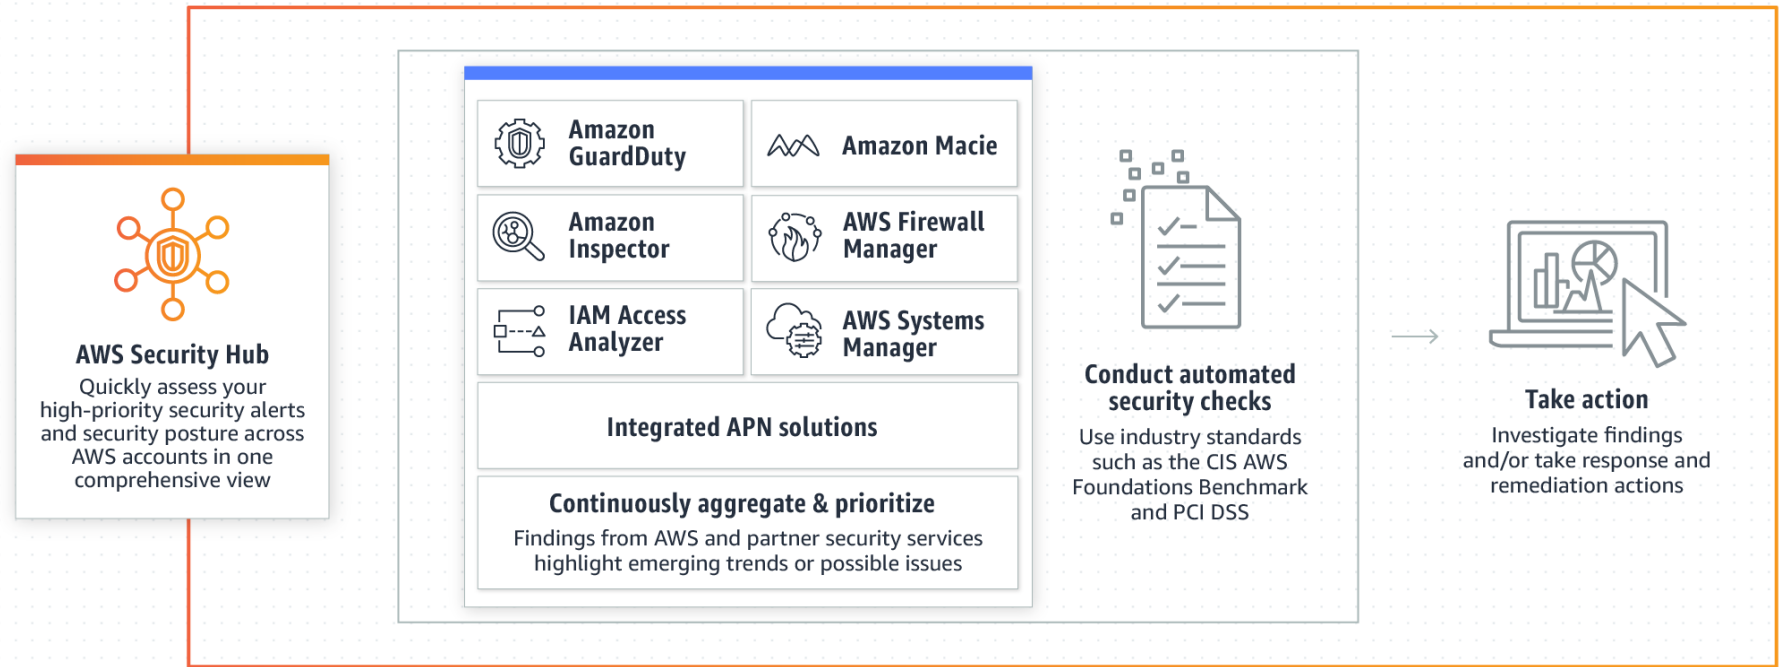 AWS Security Hub
Quickly assess your
high-priority security alerts
and security posture across
AWS accounts in one
comprehensive view
Amazon
GuardDuty
Amazon Macie
Amazon
Inspector
AWS Firewall
Manager
IAM Access
Analyzer
AWS Systems
Manager
Integrated APN solutions
Continuously aggregate & prioritize
Findings from AWS and partner security services
highlight emerging trends or possible issues
Conduct automated
security checks
Use industry standards
such as the CIS AWS
Foundations Benchmark
and PCI DSS
Take action
Investigate findings
and/or take response and
remediation actions